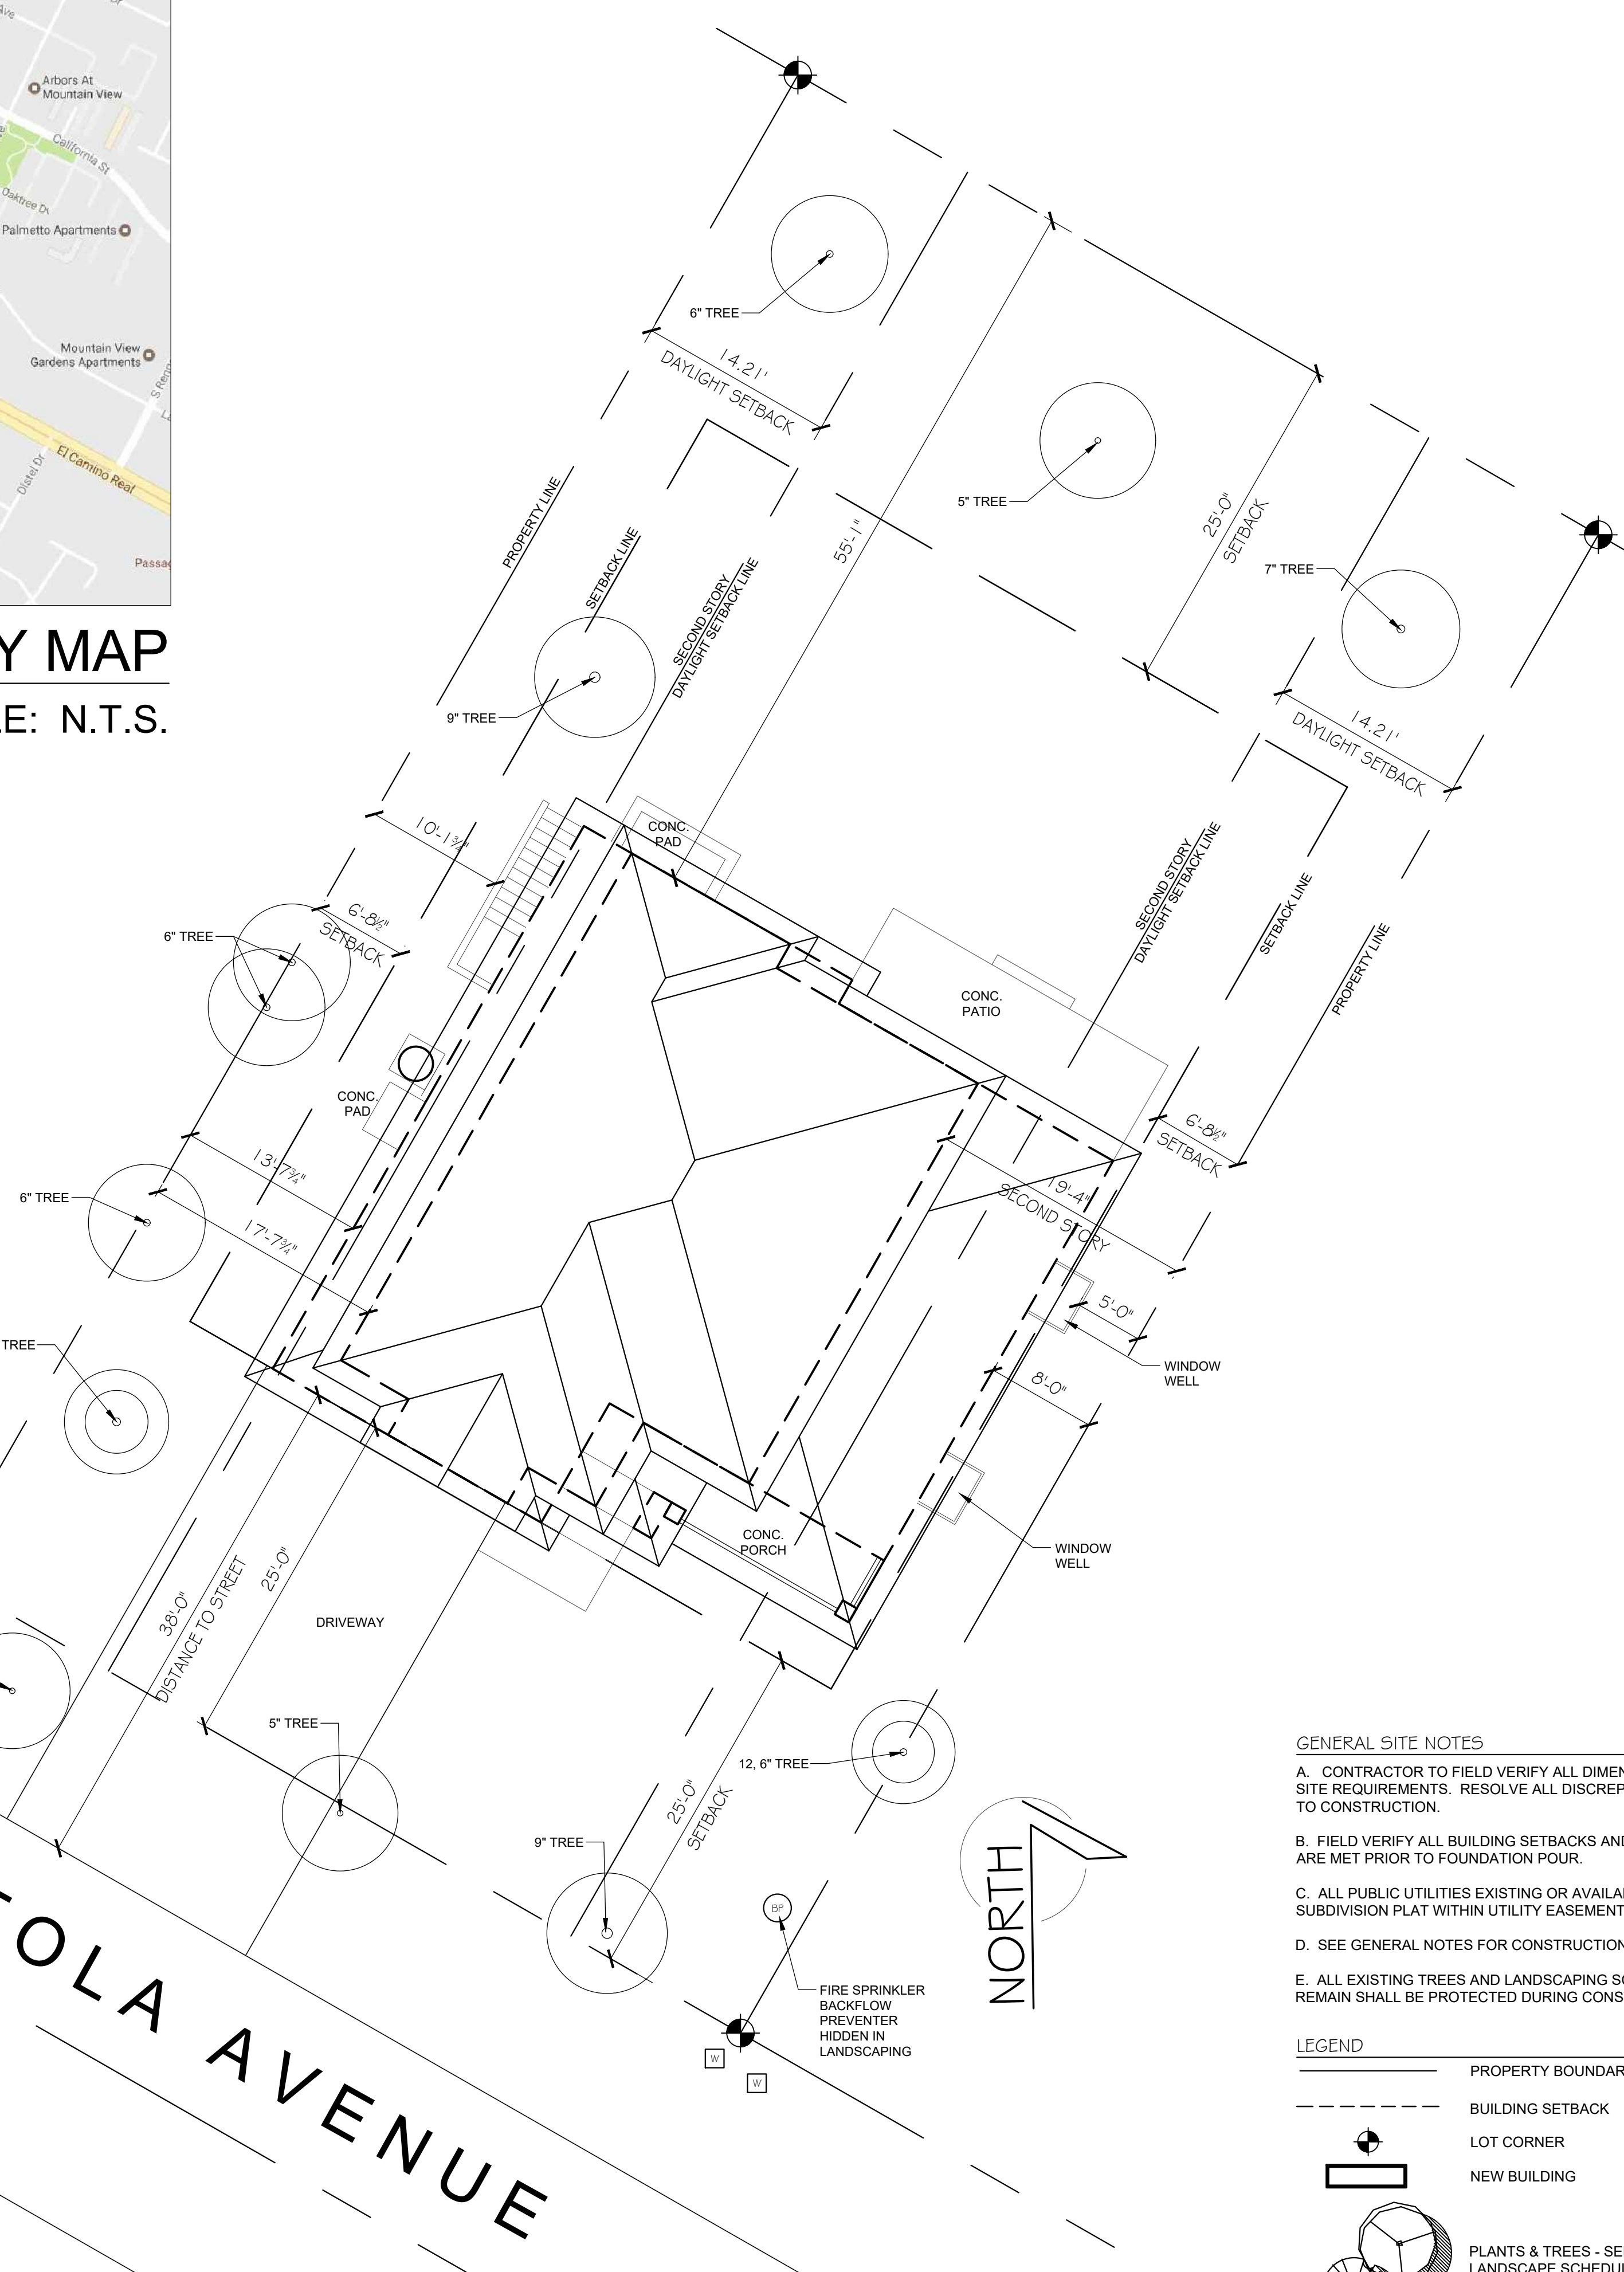 Arbors At
Mountain View
California St
Oaktree Dr
Palmetto Apartments
Mountain View
Gardens Apartments
El Camino Real
Distel Dr
Y MAP
LE: N.T.S.
6" TREE
14.21'
DAYLIGHT SETBACK
5" TREE
55'-1"
25'-0"
SETBACK
7" TREE
PROPERTY LINE
SETBACK LINE
SECOND STORY
DAYLIGHT SETBACK LINE
9" TREE
14.21'
DAYLIGHT SETBACK
10'-1¾"
CONC.
PAD
SECOND STORY
DAYLIGHT SETBACK LINE
SETBACK LINE
PROPERTY LINE
6" TREE
6'-8½"
SETBACK
CONC.
PATIO
CONC.
PAD
6'-8½"
SETBACK
13'-7¾"
6" TREE
17'-7¾"
19'-4"
SECOND STORY
5'-0"
TREE
WINDOW
WELL
8'-0"
CONC.
PORCH
WINDOW
WELL
38'-0"
DISTANCE TO STREET
25'-0"
DRIVEWAY
5" TREE
12, 6" TREE
25'-0"
SETBACK
9" TREE
BP
NORTH
FIRE SPRINKLER
BACKFLOW
PREVENTER
HIDDEN IN
LANDSCAPING
W
W
TOLA AVENUE
GENERAL SITE NOTES
A. CONTRACTOR TO FIELD VERIFY ALL DIMEN
SITE REQUIREMENTS. RESOLVE ALL DISCREP
TO CONSTRUCTION.
B. FIELD VERIFY ALL BUILDING SETBACKS AND
ARE MET PRIOR TO FOUNDATION POUR.
C. ALL PUBLIC UTILITIES EXISTING OR AVAILA
SUBDIVISION PLAT WITHIN UTILITY EASEMENT
D. SEE GENERAL NOTES FOR CONSTRUCTION
E. ALL EXISTING TREES AND LANDSCAPING S
REMAIN SHALL BE PROTECTED DURING CONS
LEGEND
PROPERTY BOUNDAR
BUILDING SETBACK
LOT CORNER
NEW BUILDING
PLANTS & TREES - SE
LANDSCAPE SCHEDU